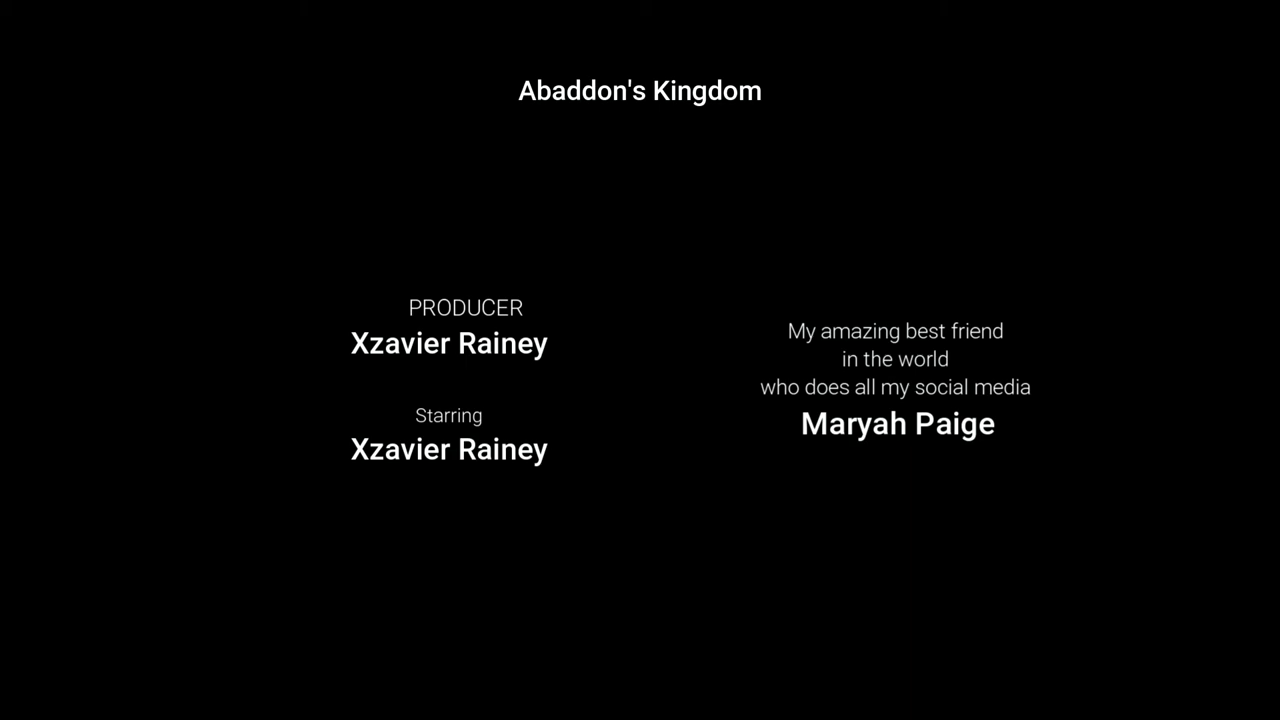 Abaddon's Kingdom
PRODUCER
Xzavier Rainey
Starring
Xzavier Rainey
My amazing best friend
in the world
who does all my social media
Maryah Paige